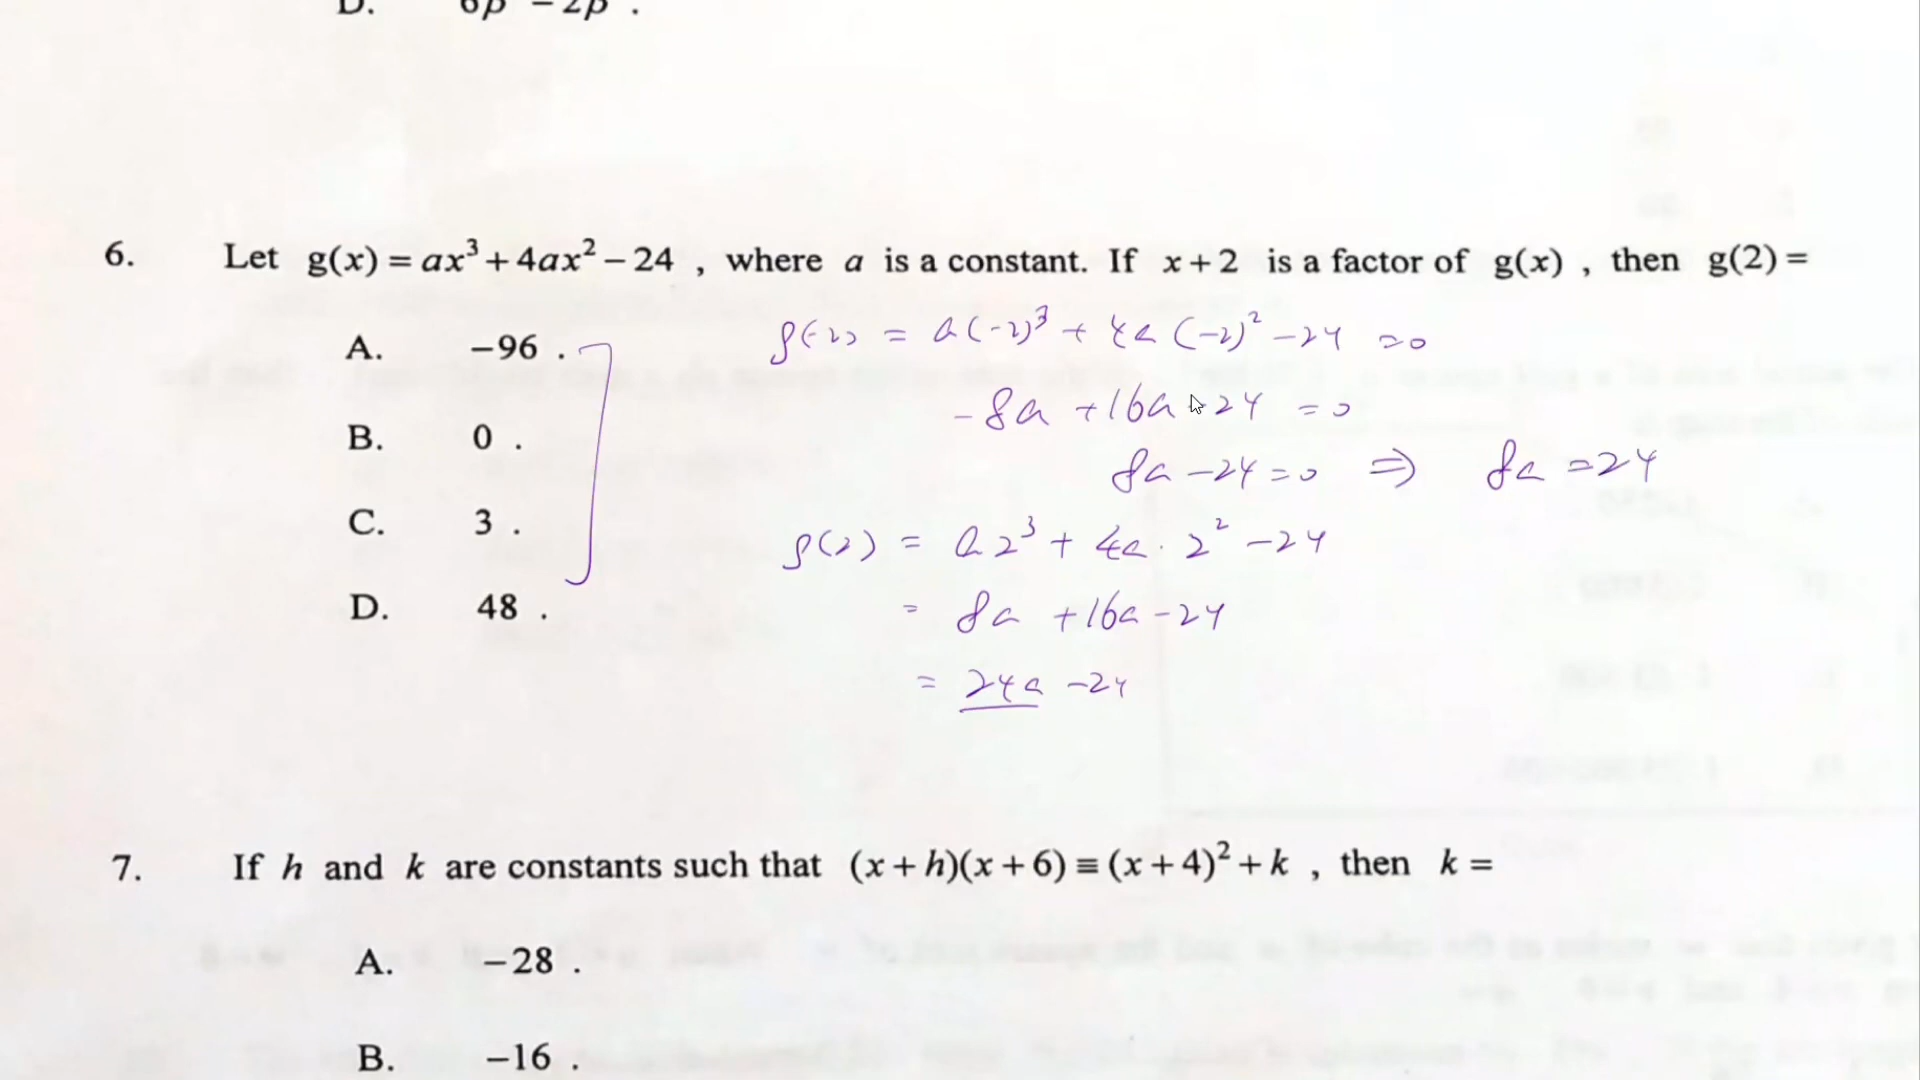 D. 6p − 2p .
6. Let g(x) = ax³ + 4ax² − 24 , where a is a constant. If x + 2 is a factor of g(x) , then g(2) =
g(-2) = a(-2)³ + 4a(-2)² -24 =0
A. −96 .
-8a +16a -24 =0
B. 0 .
8a -24=0 ⇒ 8a =24
C. 3 .
g(2) = a2³ + 4a·2² -24
D. 48 .
= 8a +16a -24
= 24a -24
7. If h and k are constants such that (x + h)(x + 6) ≡ (x + 4)² + k , then k =
A. −28 .
B. −16 .